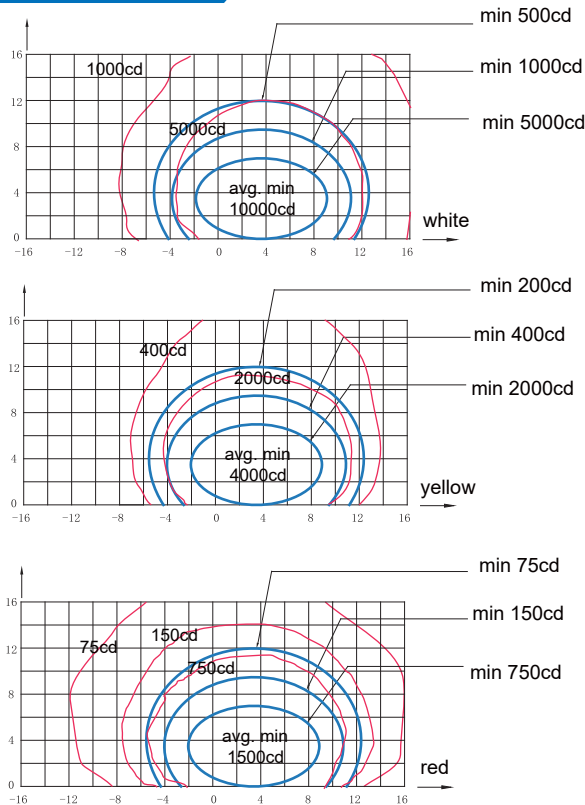 min 500cd
16
1000cd
min 1000cd
12
5000cd
min 5000cd
8
avg. min
4
10000cd
white
0
-16 -12 -8 -4 0 4 8 12 16
min 200cd
16
400cd
min 400cd
12
2000cd
min 2000cd
8
avg. min
4
4000cd
yellow
0
-16 -12 -8 -4 0 4 8 12 16
min 75cd
16
150cd
min 150cd
75cd
12
750cd
min 750cd
8
avg. min
4
1500cd
red
0
-16 -12 -8 -4 0 4 8 12 16